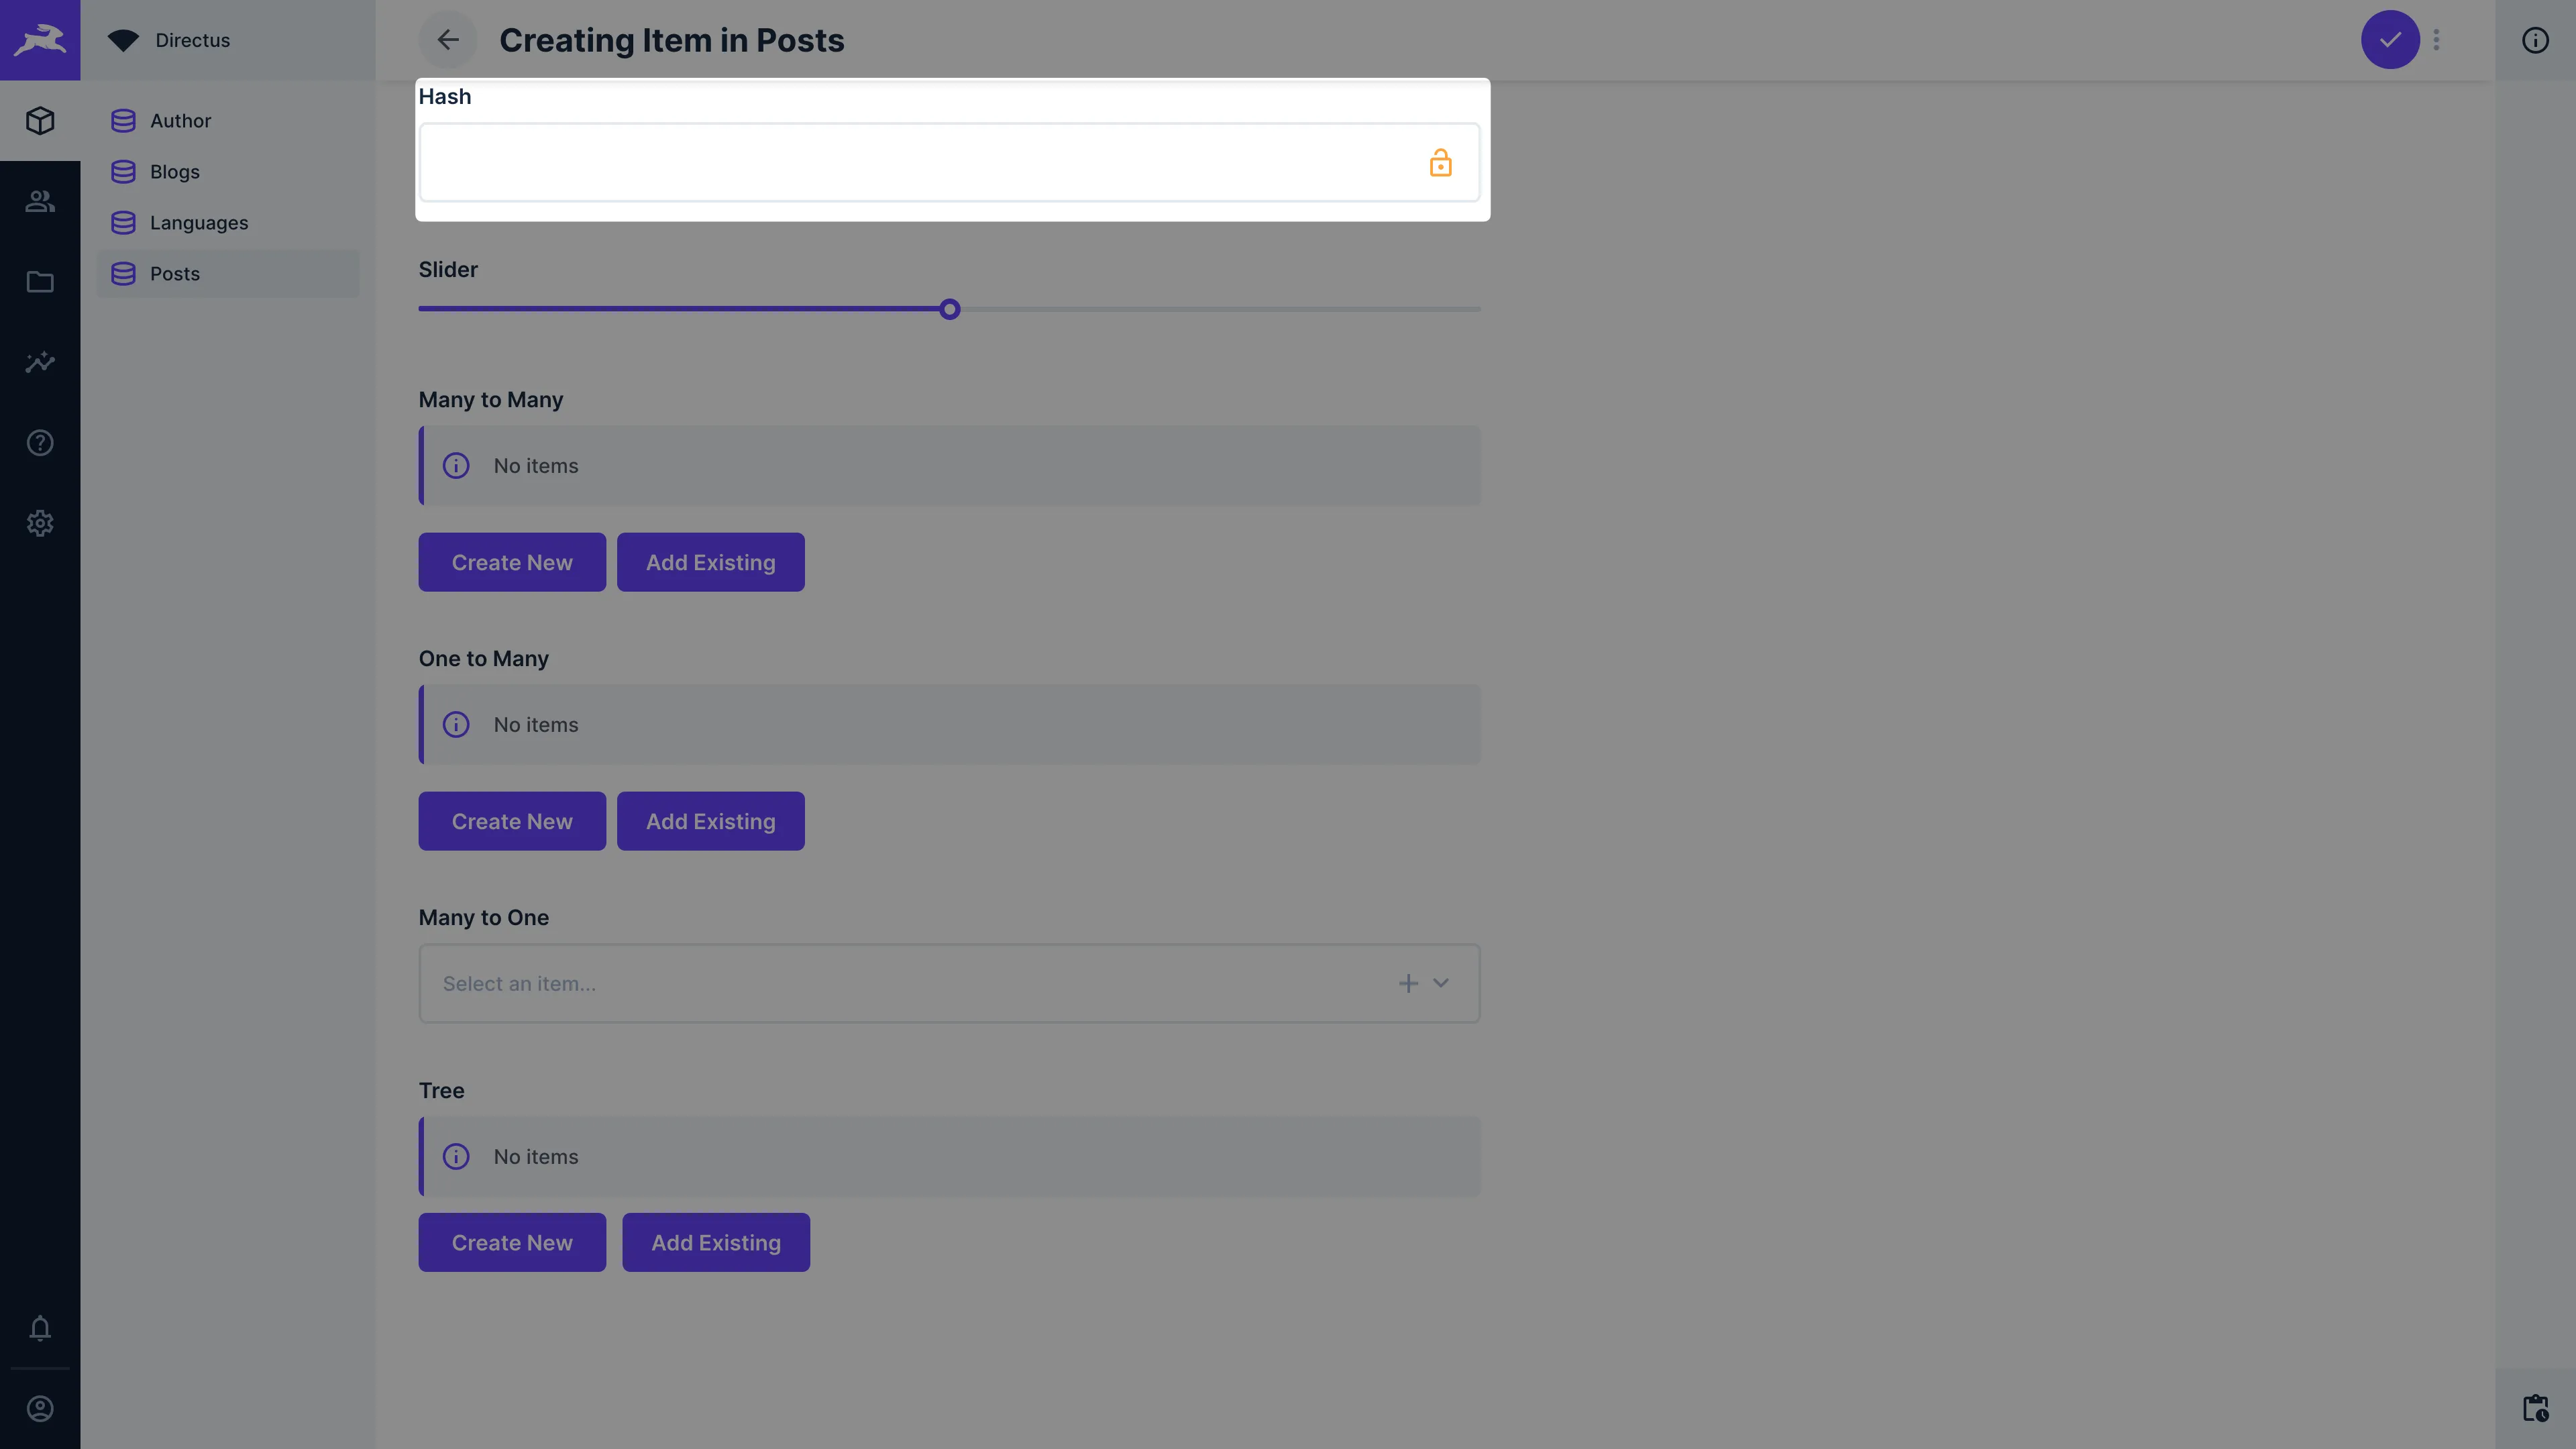 Directus
Creating Item in Posts
Author
Blogs
Languages
Posts
Hash
Slider
Many to Many
No items
Create New
Add Existing
One to Many
No items
Create New
Add Existing
Many to One
Select an item...
Tree
No items
Create New
Add Existing